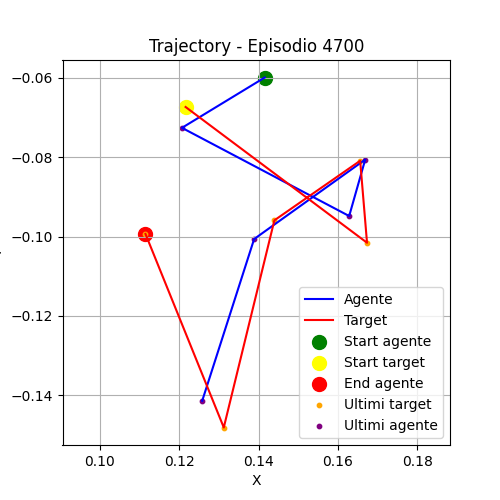 Trajectory - Episodio 4700
−0.06
−0.08
−0.10
−0.12
−0.14
Agente
Target
Start agente
Start target
End agente
Ultimi target
Ultimi agente
0.10 0.12 0.14 0.16 0.18
X